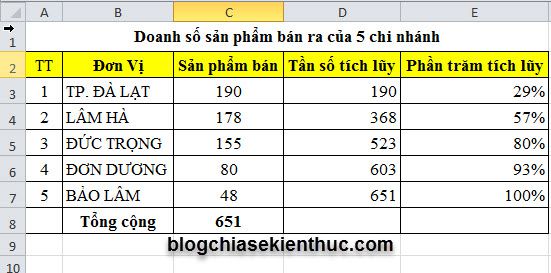 A B C D E
1 Doanh số sản phẩm bán ra của 5 chi nhánh
2 TT Đơn Vị Sản phẩm bán Tần số tích lũy Phần trăm tích lũy
3 1 TP. ĐÀ LẠT 190 190 29%
4 2 LÂM HÀ 178 368 57%
5 3 ĐỨC TRỌNG 155 523 80%
6 4 ĐƠN DƯƠNG 80 603 93%
7 5 BẢO LÂM 48 651 100%
8 Tổng cộng 651
9 blogchiasekienthuc.com
10